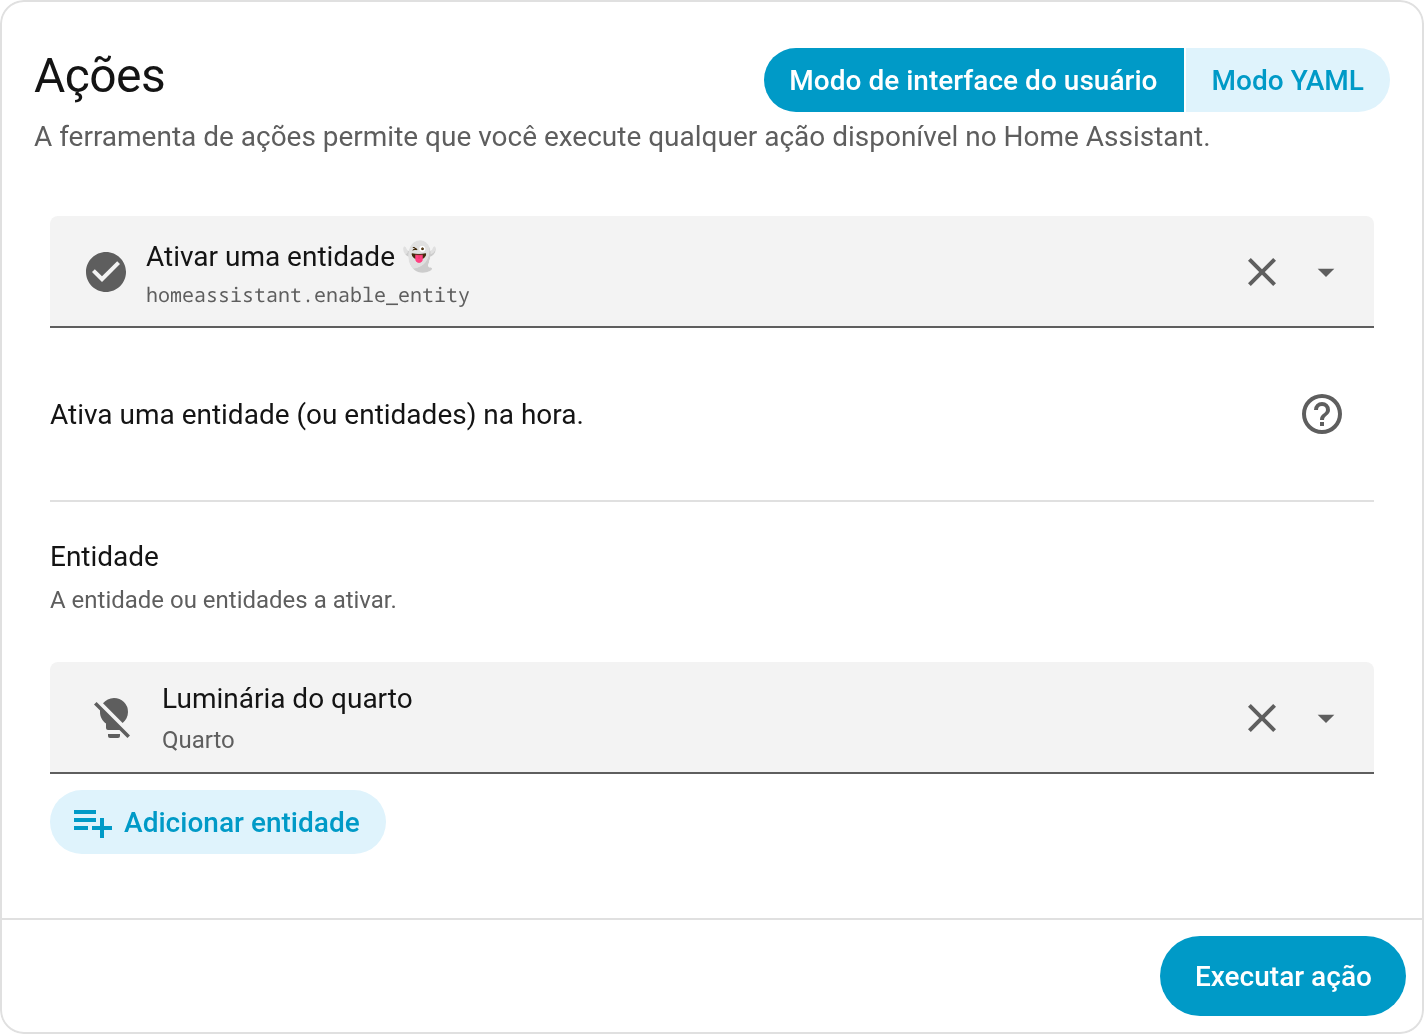 Ações
Modo de interface do usuário
Modo YAML
A ferramenta de ações permite que você execute qualquer ação disponível no Home Assistant.
Ativar uma entidade 👻
homeassistant.enable_entity
Ativa uma entidade (ou entidades) na hora.
Entidade
A entidade ou entidades a ativar.
Luminária do quarto
Quarto
Adicionar entidade
Executar ação